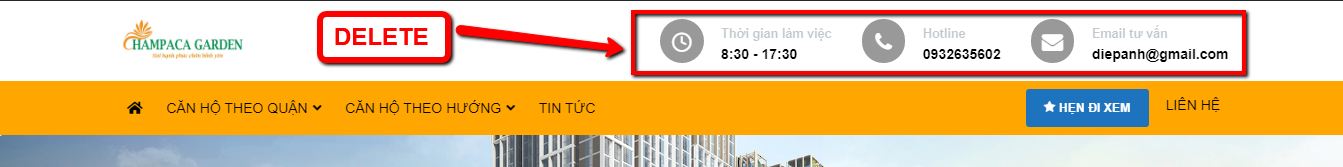 CHAMPACA GARDEN
DELETE
Thời gian làm việc
8:30 - 17:30
Hotline
0932635602
Email tư vấn
diepanh@gmail.com
CĂN HỘ THEO QUẬN
CĂN HỘ THEO HƯỚNG
TIN TỨC
HẸN ĐI XEM
LIÊN HỆ